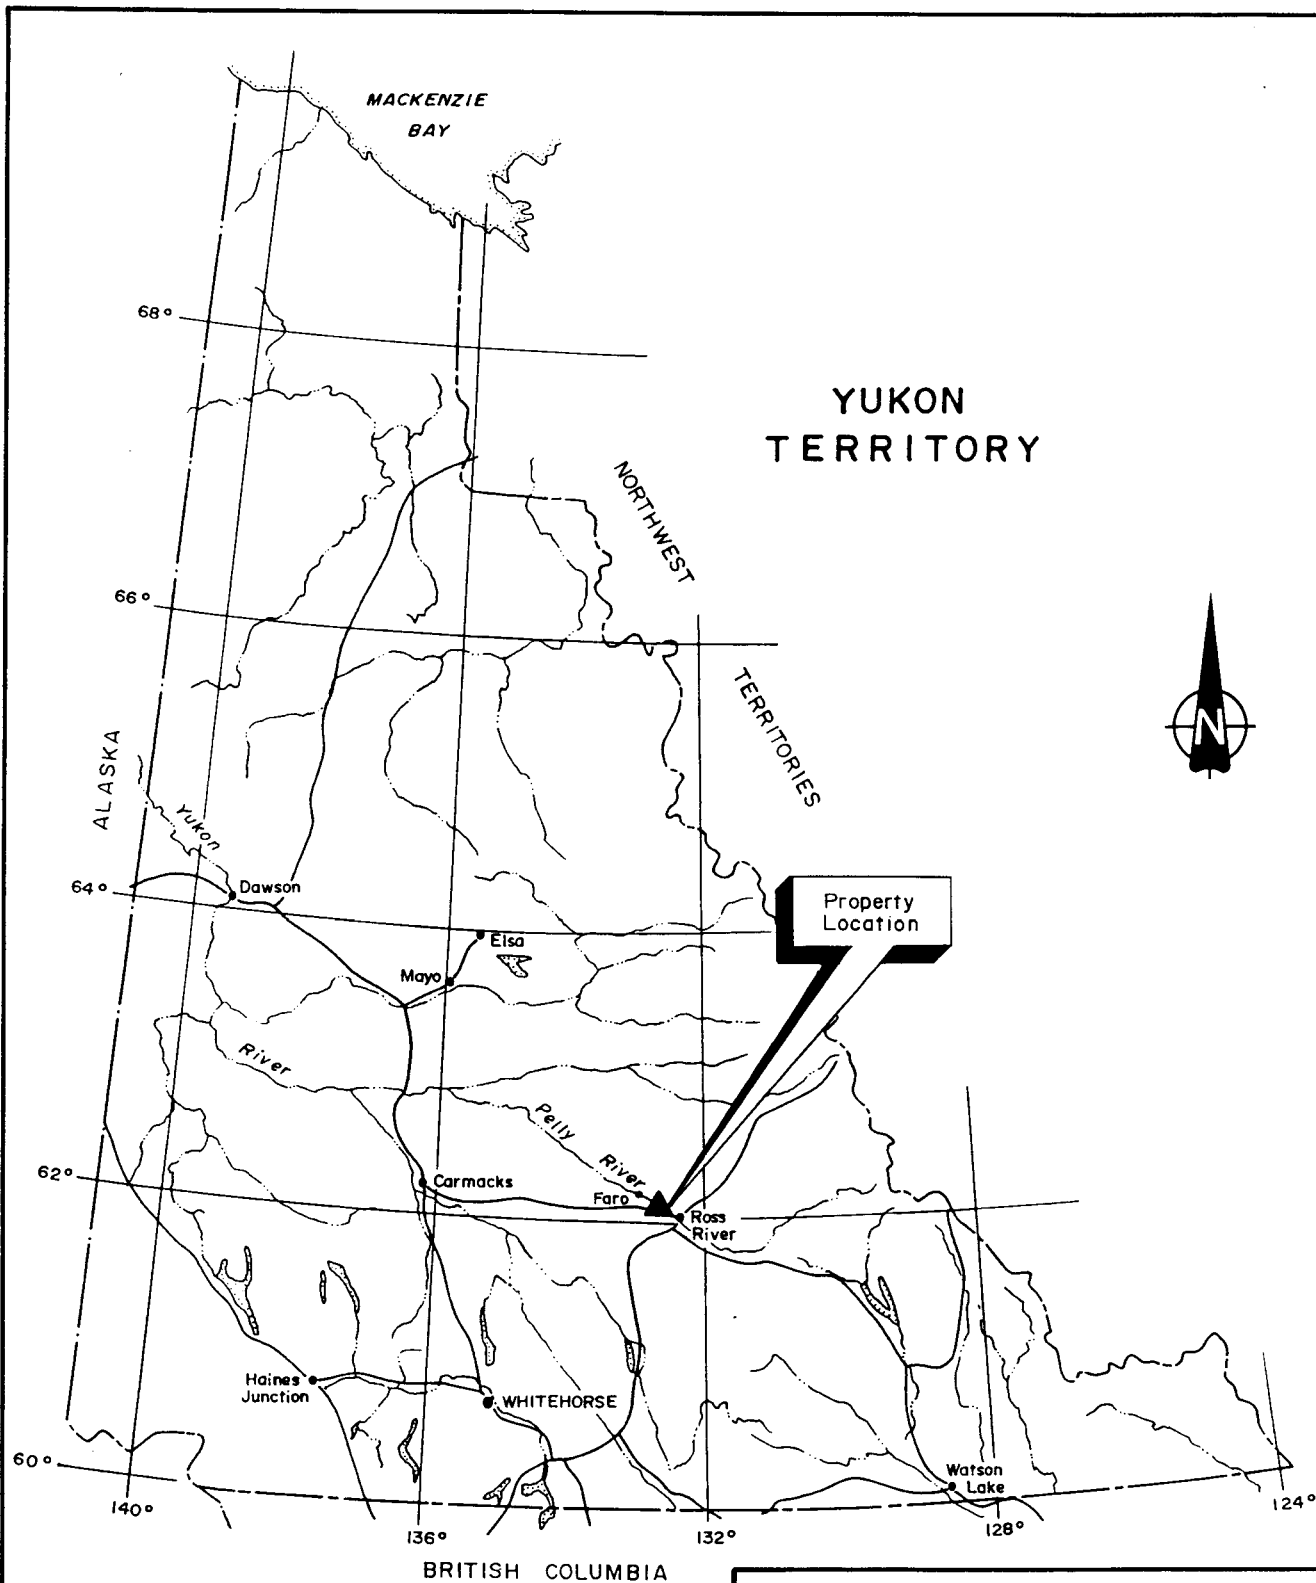 MACKENZIE
BAY
68°
YUKON
TERRITORY
NORTHWEST
TERRITORIES
66°
N
ALASKA
Yukon
64°
Dawson
Property
Location
Elsa
Mayo
River
Pelly
River
62°
Carmacks
Faro
Ross
River
Haines
Junction
WHITEHORSE
60°
Watson
Lake
140°
136°
132°
128°
124°
BRITISH COLUMBIA